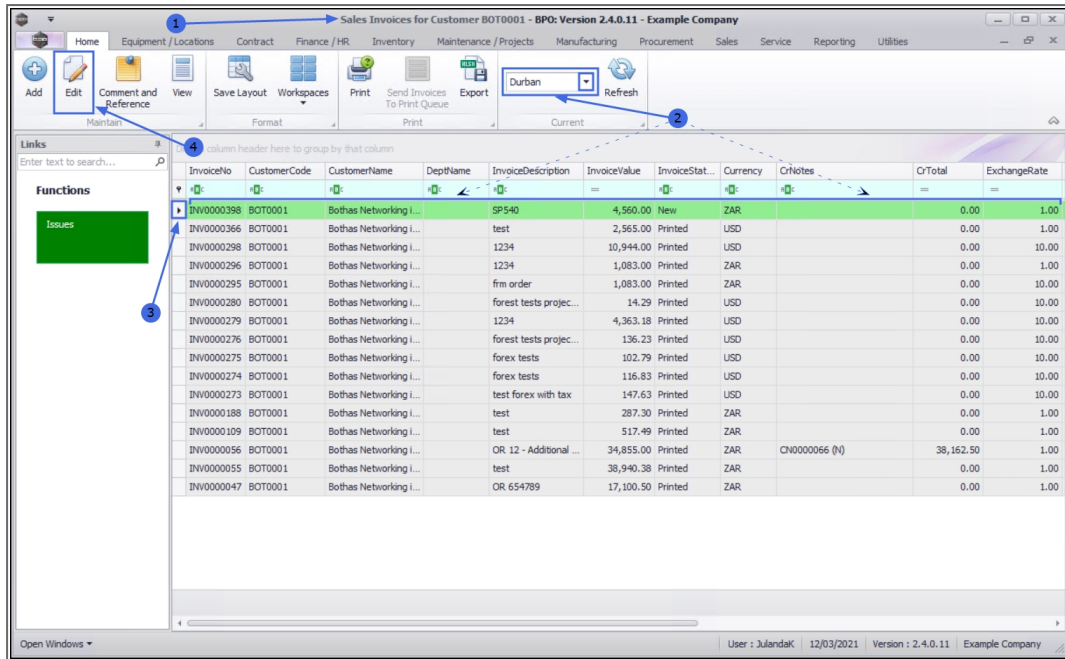 1
Sales Invoices for Customer BOT0001 - BPO: Version 2.4.0.11 - Example Company
Home Equipment / Locations Contract Finance / HR Inventory Maintenance / Projects Manufacturing Procurement Sales Service Reporting Utilities
Add Edit Comment and Reference View Save Layout Workspaces Print Send Invoices To Print Queue Export Durban Refresh
Maintain Format Print Current
2
4
Links
column header here to group by that column
Enter text to search...
InvoiceNo CustomerCode CustomerName DeptName InvoiceDescription InvoiceValue InvoiceStat... Currency CrNotes CrTotal ExchangeRate
Functions
Issues
3
INV0000398 BOT0001 Bothas Networking i... SP540 4,560.00 New ZAR 0.00 1.00
INV0000366 BOT0001 Bothas Networking i... test 2,565.00 Printed USD 0.00 1.00
INV0000298 BOT0001 Bothas Networking i... 1234 10,944.00 Printed USD 0.00 10.00
INV0000296 BOT0001 Bothas Networking i... 1234 1,083.00 Printed ZAR 0.00 1.00
INV0000295 BOT0001 Bothas Networking i... frm order 1,083.00 Printed ZAR 0.00 10.00
INV0000280 BOT0001 Bothas Networking i... forest tests projec... 14.29 Printed USD 0.00 10.00
INV0000279 BOT0001 Bothas Networking i... 1234 4,363.18 Printed USD 0.00 10.00
INV0000276 BOT0001 Bothas Networking i... forest tests projec... 136.23 Printed USD 0.00 10.00
INV0000275 BOT0001 Bothas Networking i... forex tests 102.79 Printed USD 0.00 10.00
INV0000274 BOT0001 Bothas Networking i... forex tests 116.83 Printed USD 0.00 10.00
INV0000273 BOT0001 Bothas Networking i... test forex with tax 147.63 Printed USD 0.00 10.00
INV0000188 BOT0001 Bothas Networking i... test 287.30 Printed ZAR 0.00 1.00
INV0000109 BOT0001 Bothas Networking i... test 517.49 Printed ZAR 0.00 1.00
INV0000056 BOT0001 Bothas Networking i... OR 12 - Additional ... 34,855.00 Printed ZAR CN0000066 (N) 38,162.50 1.00
INV0000055 BOT0001 Bothas Networking i... test 38,940.38 Printed ZAR 0.00 1.00
INV0000047 BOT0001 Bothas Networking i... OR 654789 17,100.50 Printed ZAR 0.00 1.00
Open Windows User : JulandaK 12/03/2021 Version : 2.4.0.11 Example Company